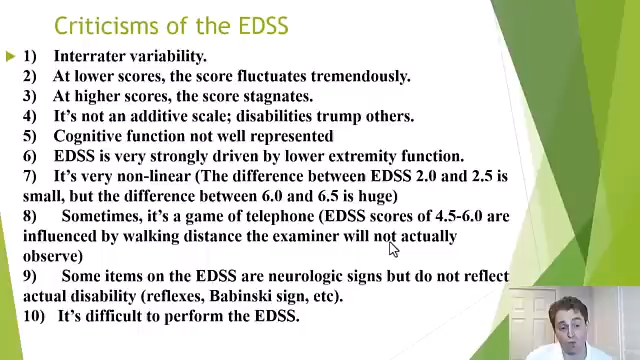 Criticisms of the EDSS
1) Interrater variability.
2) At lower scores, the score fluctuates tremendously.
3) At higher scores, the score stagnates.
4) It's not an additive scale; disabilities trump others.
5) Cognitive function not well represented
6) EDSS is very strongly driven by lower extremity function.
7) It's very non-linear (The difference between EDSS 2.0 and 2.5 is
small, but the difference between 6.0 and 6.5 is huge)
8) Sometimes, it's a game of telephone (EDSS scores of 4.5-6.0 are
influenced by walking distance the examiner will not actually
observe)
9) Some items on the EDSS are neurologic signs but do not reflect
actual disability (reflexes, Babinski sign, etc).
10) It's difficult to perform the EDSS.